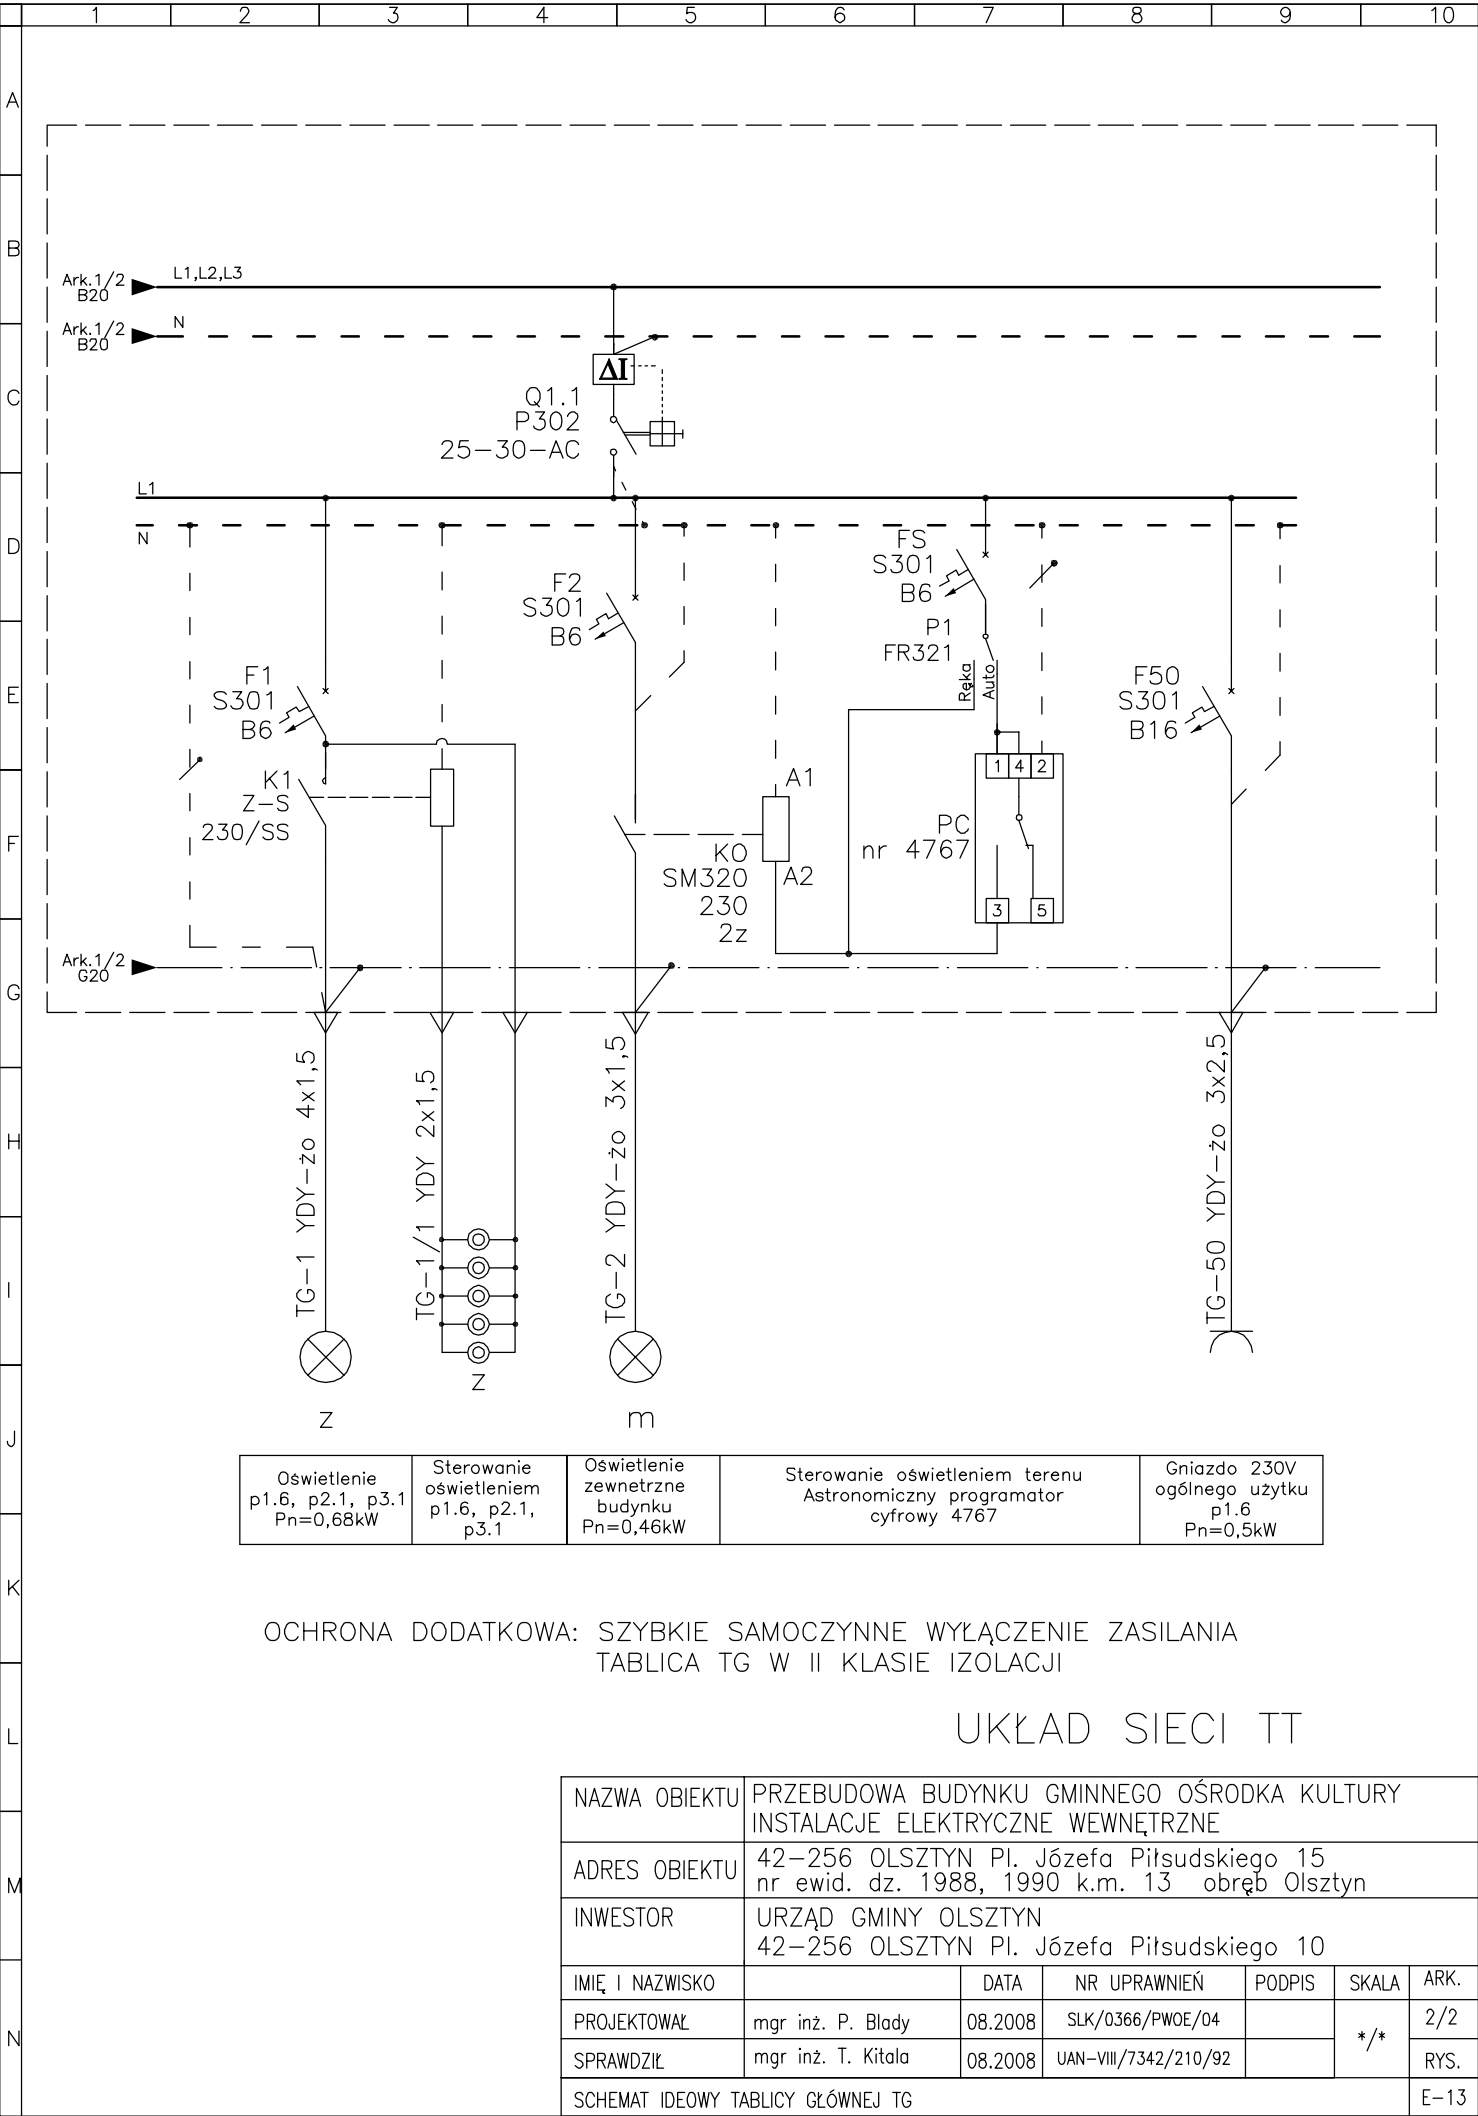 1 2 3 4 5 6 7 8 9 10
A
B
C
D
E
F
G
H
I
J
K
L
M
N
Ark.1/2
B20
L1,L2,L3
Ark.1/2
B20
N
ΔI
Q1.1
P302
25-30-AC
L1
N
F1
S301
B6
K1
Z-S
230/SS
F2
S301
B6
A1
KO
SM320
230
2z
A2
FS
S301
B6
P1
FR321
Ręka
Auto
1 4 2
PC
nr 4767
3 5
F50
S301
B16
Ark.1/2
G20
TG-1 YDY-żo 4x1,5
TG-1/1 YDY 2x1,5
TG-2 YDY-żo 3x1,5
TG-50 YDY-żo 3x2,5
z
z
m
Oświetlenie
p1.6, p2.1, p3.1
Pn=0,68kW
Sterowanie
oświetleniem
p1.6, p2.1,
p3.1
Oświetlenie
zewnetrzne
budynku
Pn=0,46kW
Sterowanie oświetleniem terenu
Astronomiczny programator
cyfrowy 4767
Gniazdo 230V
ogólnego użytku
p1.6
Pn=0,5kW
OCHRONA DODATKOWA: SZYBKIE SAMOCZYNNE WYŁĄCZENIE ZASILANIA
TABLICA TG W II KLASIE IZOLACJI
UKŁAD SIECI TT
NAZWA OBIEKTU PRZEBUDOWA BUDYNKU GMINNEGO OŚRODKA KULTURY
INSTALACJE ELEKTRYCZNE WEWNĘTRZNE
ADRES OBIEKTU 42-256 OLSZTYN Pl. Józefa Piłsudskiego 15
nr ewid. dz. 1988, 1990 k.m. 13 obręb Olsztyn
INWESTOR URZĄD GMINY OLSZTYN
42-256 OLSZTYN Pl. Józefa Piłsudskiego 10
IMIĘ I NAZWISKO DATA NR UPRAWNIEŃ PODPIS SKALA ARK.
PROJEKTOWAŁ mgr inż. P. Blady 08.2008 SLK/0366/PWOE/04 */* 2/2
SPRAWDZIŁ mgr inż. T. Kitala 08.2008 UAN-VIII/7342/210/92 RYS.
SCHEMAT IDEOWY TABLICY GŁÓWNEJ TG E-13